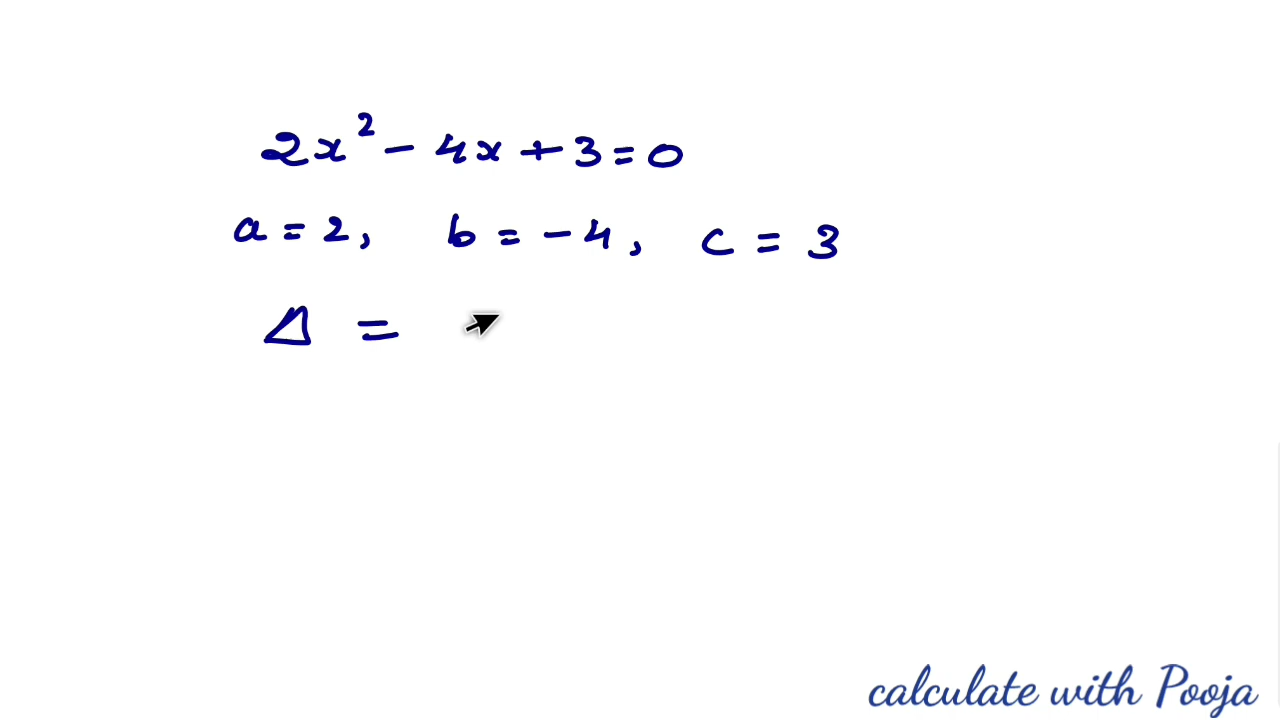 2x² - 4x + 3 = 0
a = 2, b = -4, c = 3
Δ =
calculate with Pooja